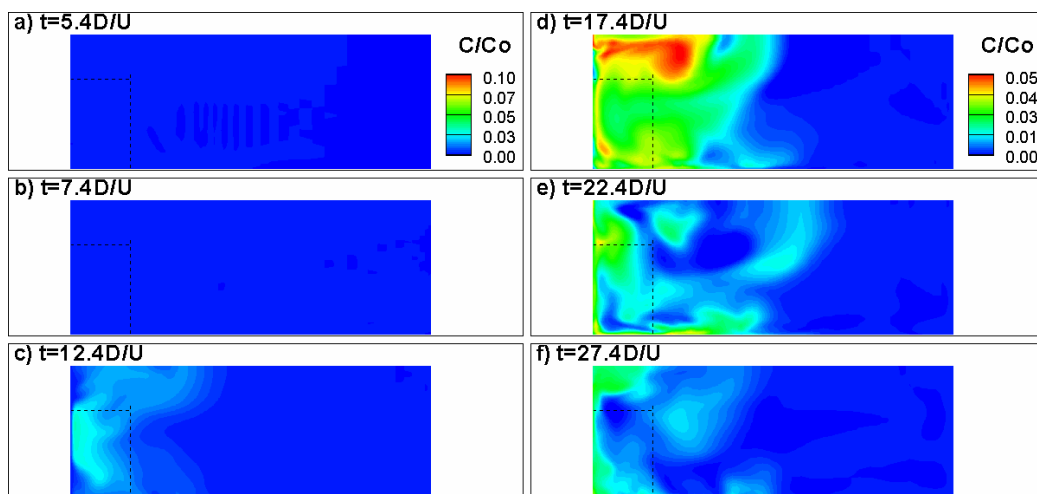 a) t=5.4D/U
C/Co
0.10
0.07
0.05
0.03
0.00
b) t=7.4D/U
c) t=12.4D/U
d) t=17.4D/U
C/Co
0.05
0.04
0.03
0.01
0.00
e) t=22.4D/U
f) t=27.4D/U